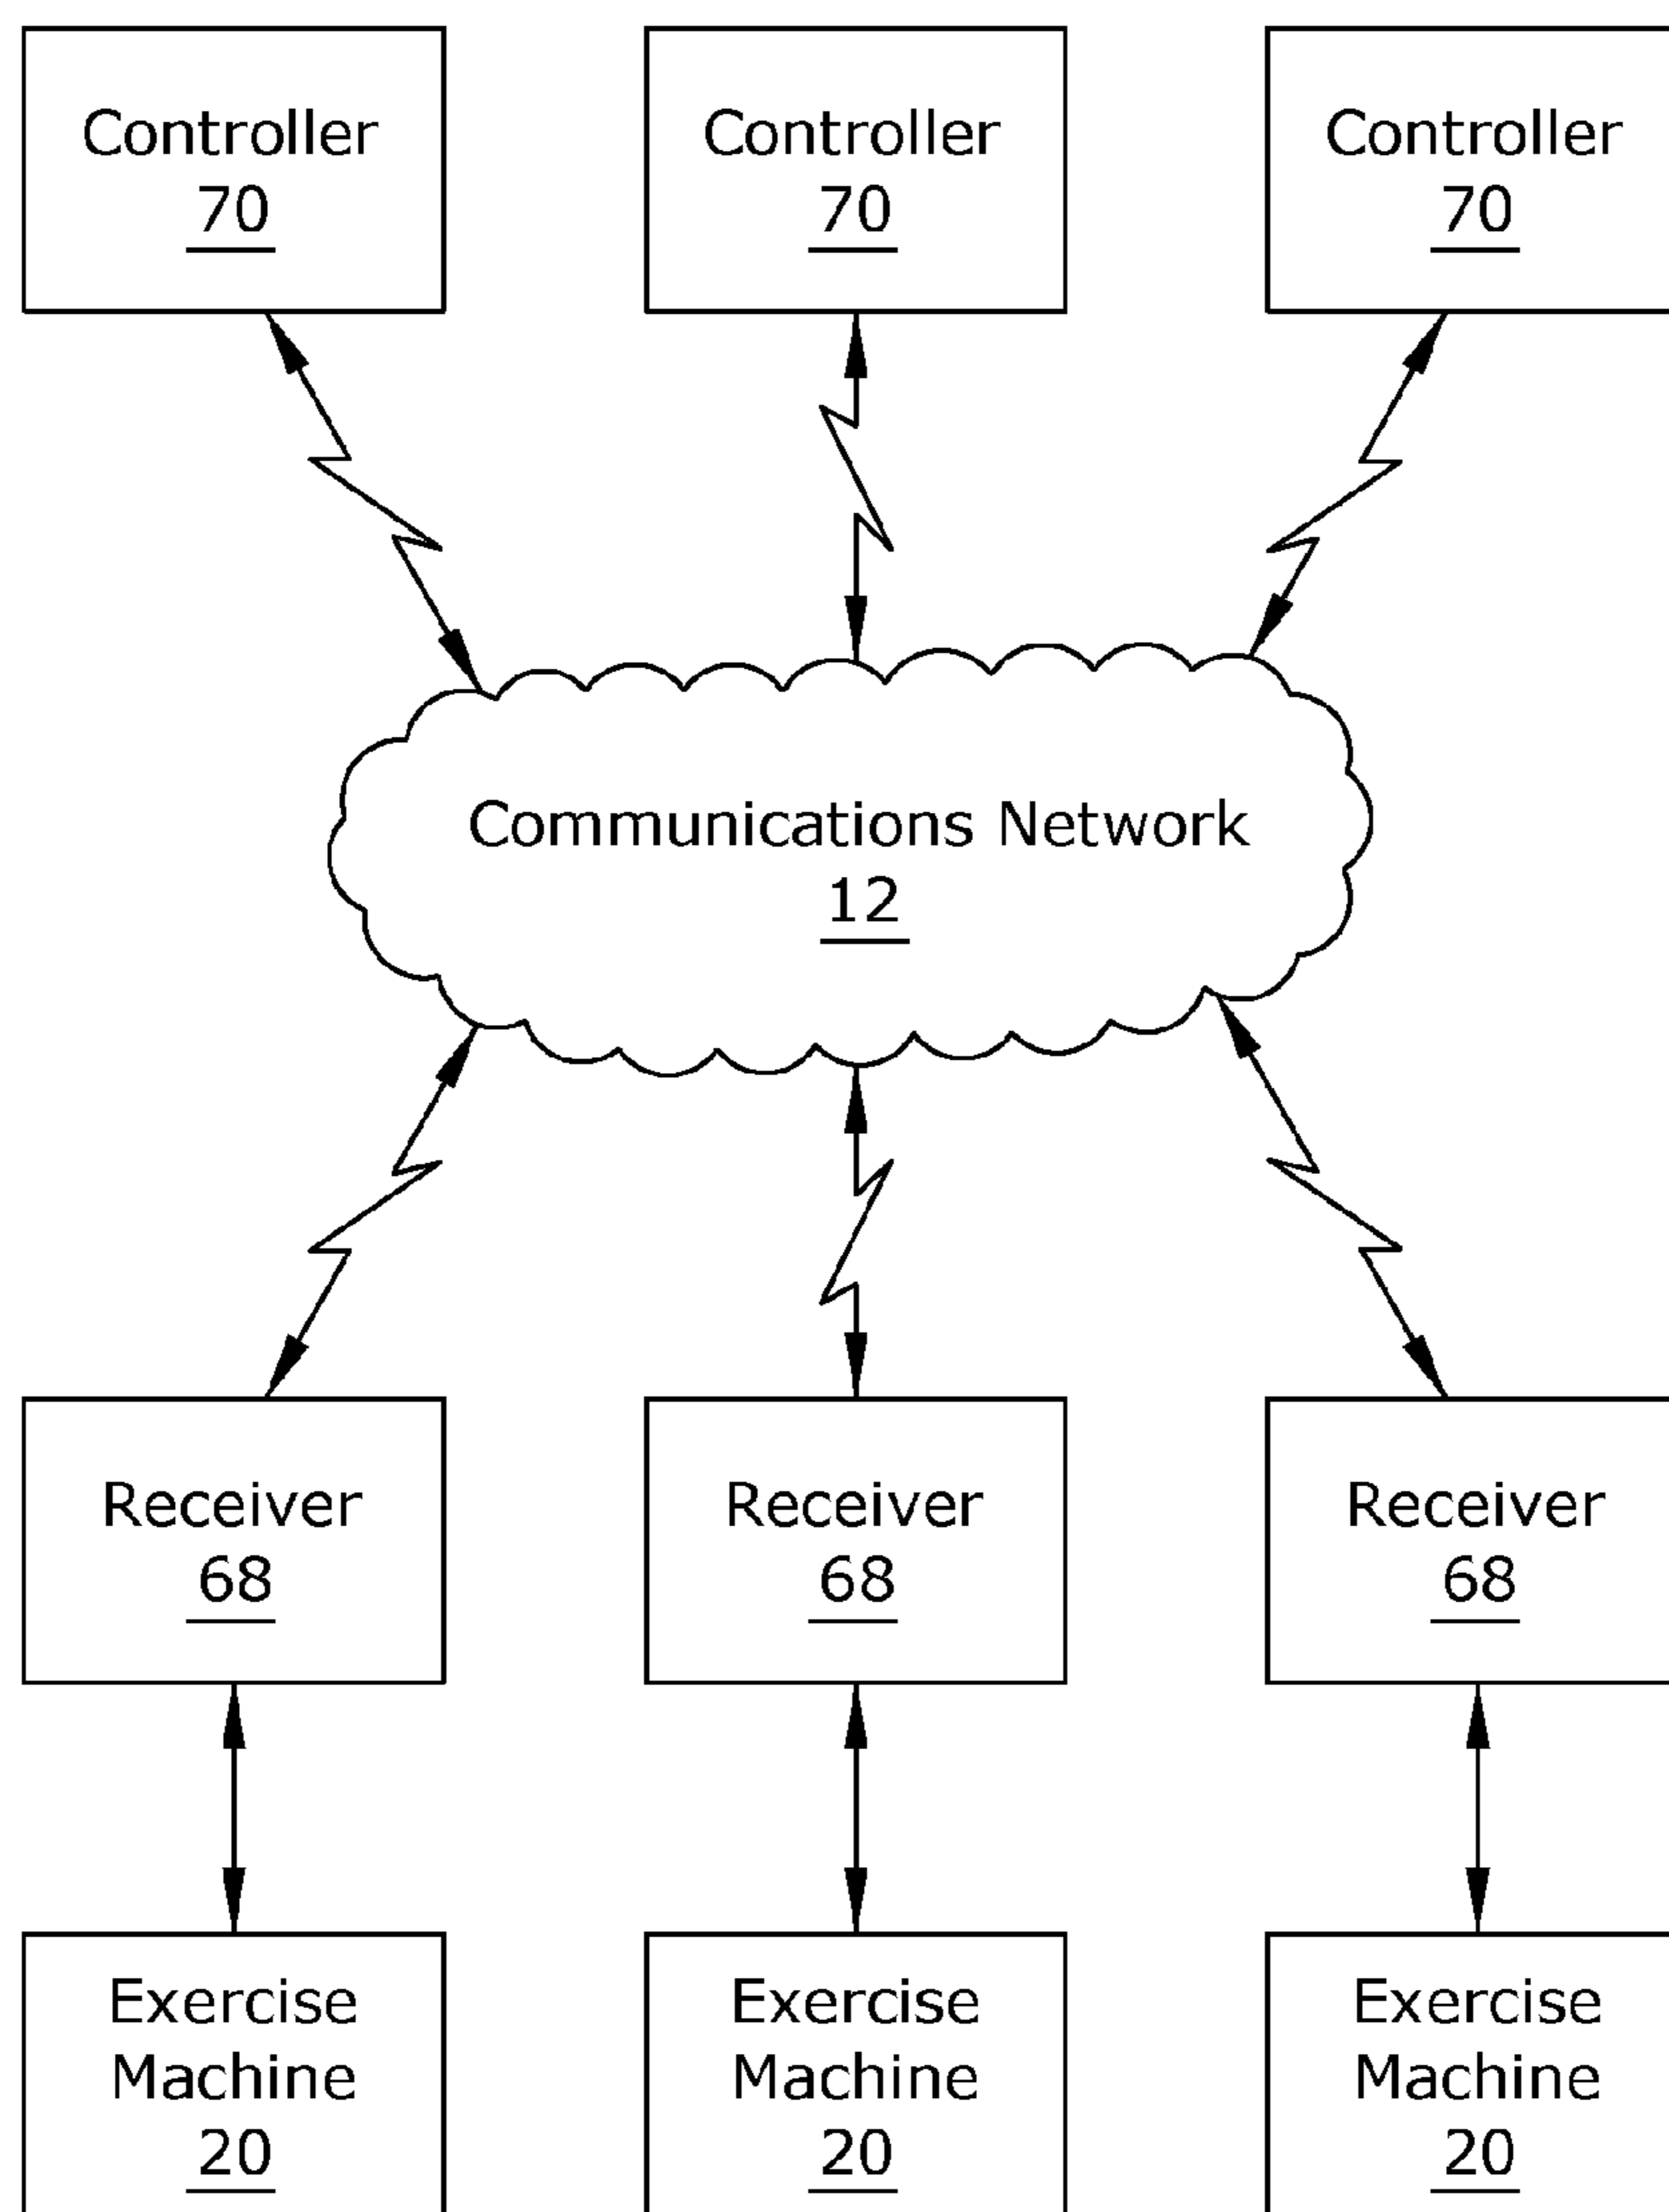 Controller
70
Controller
70
Controller
70
Communications Network
12
Receiver
68
Receiver
68
Receiver
68
Exercise
Machine
20
Exercise
Machine
20
Exercise
Machine
20